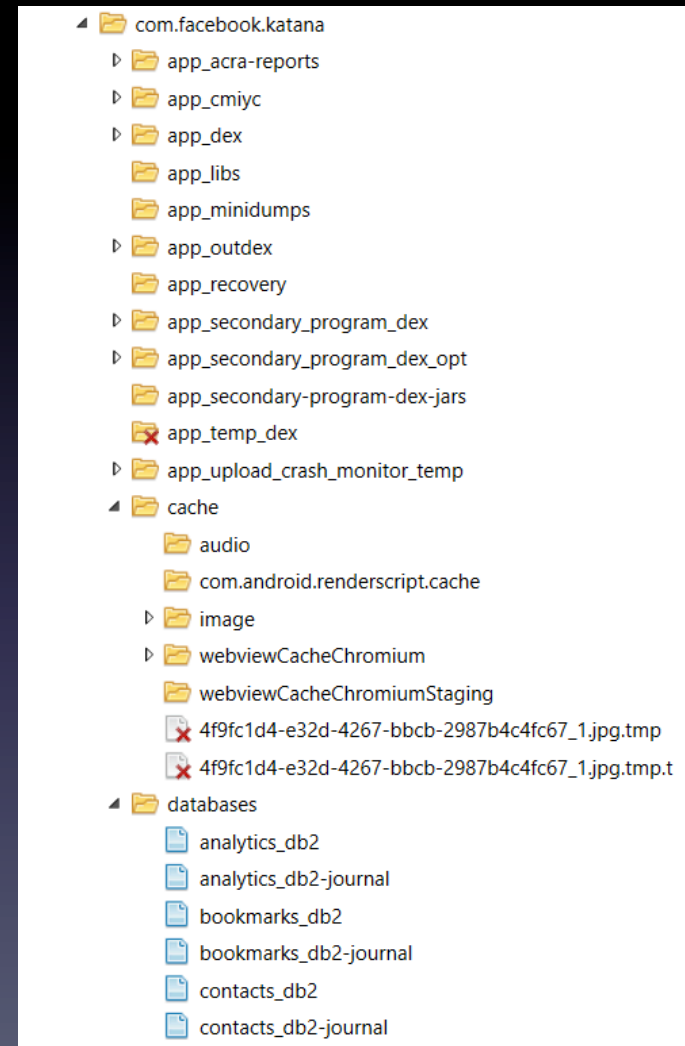 com.facebook.katana
app_acra-reports
app_cmiyc
app_dex
app_libs
app_minidumps
app_outdex
app_recovery
app_secondary_program_dex
app_secondary_program_dex_opt
app_secondary-program-dex-jars
app_temp_dex
app_upload_crash_monitor_temp
cache
audio
com.android.renderscript.cache
image
webviewCacheChromium
webviewCacheChromiumStaging
4f9fc1d4-e32d-4267-bbcb-2987b4c4fc67_1.jpg.tmp
4f9fc1d4-e32d-4267-bbcb-2987b4c4fc67_1.jpg.tmp.t
databases
analytics_db2
analytics_db2-journal
bookmarks_db2
bookmarks_db2-journal
contacts_db2
contacts_db2-journal